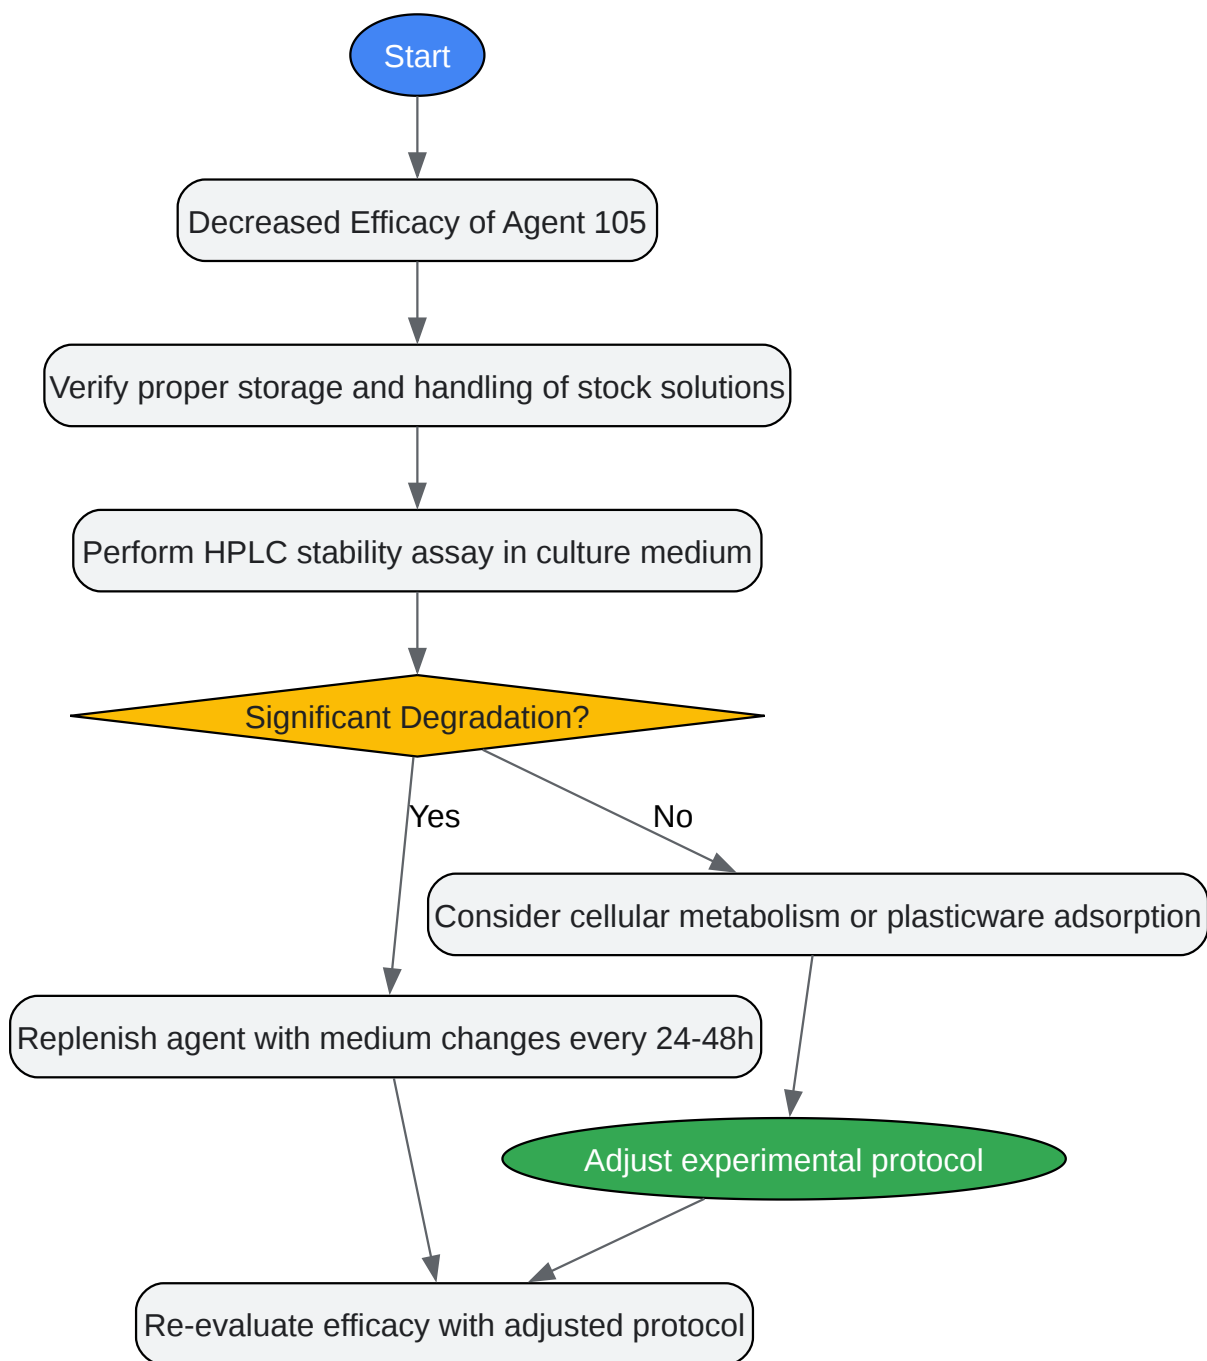 Start
Decreased Efficacy of Agent 105
Verify proper storage and handling of stock solutions
Perform HPLC stability assay in culture medium
Significant Degradation?
Yes
No
Consider cellular metabolism or plasticware adsorption
Replenish agent with medium changes every 24-48h
Adjust experimental protocol
Re-evaluate efficacy with adjusted protocol